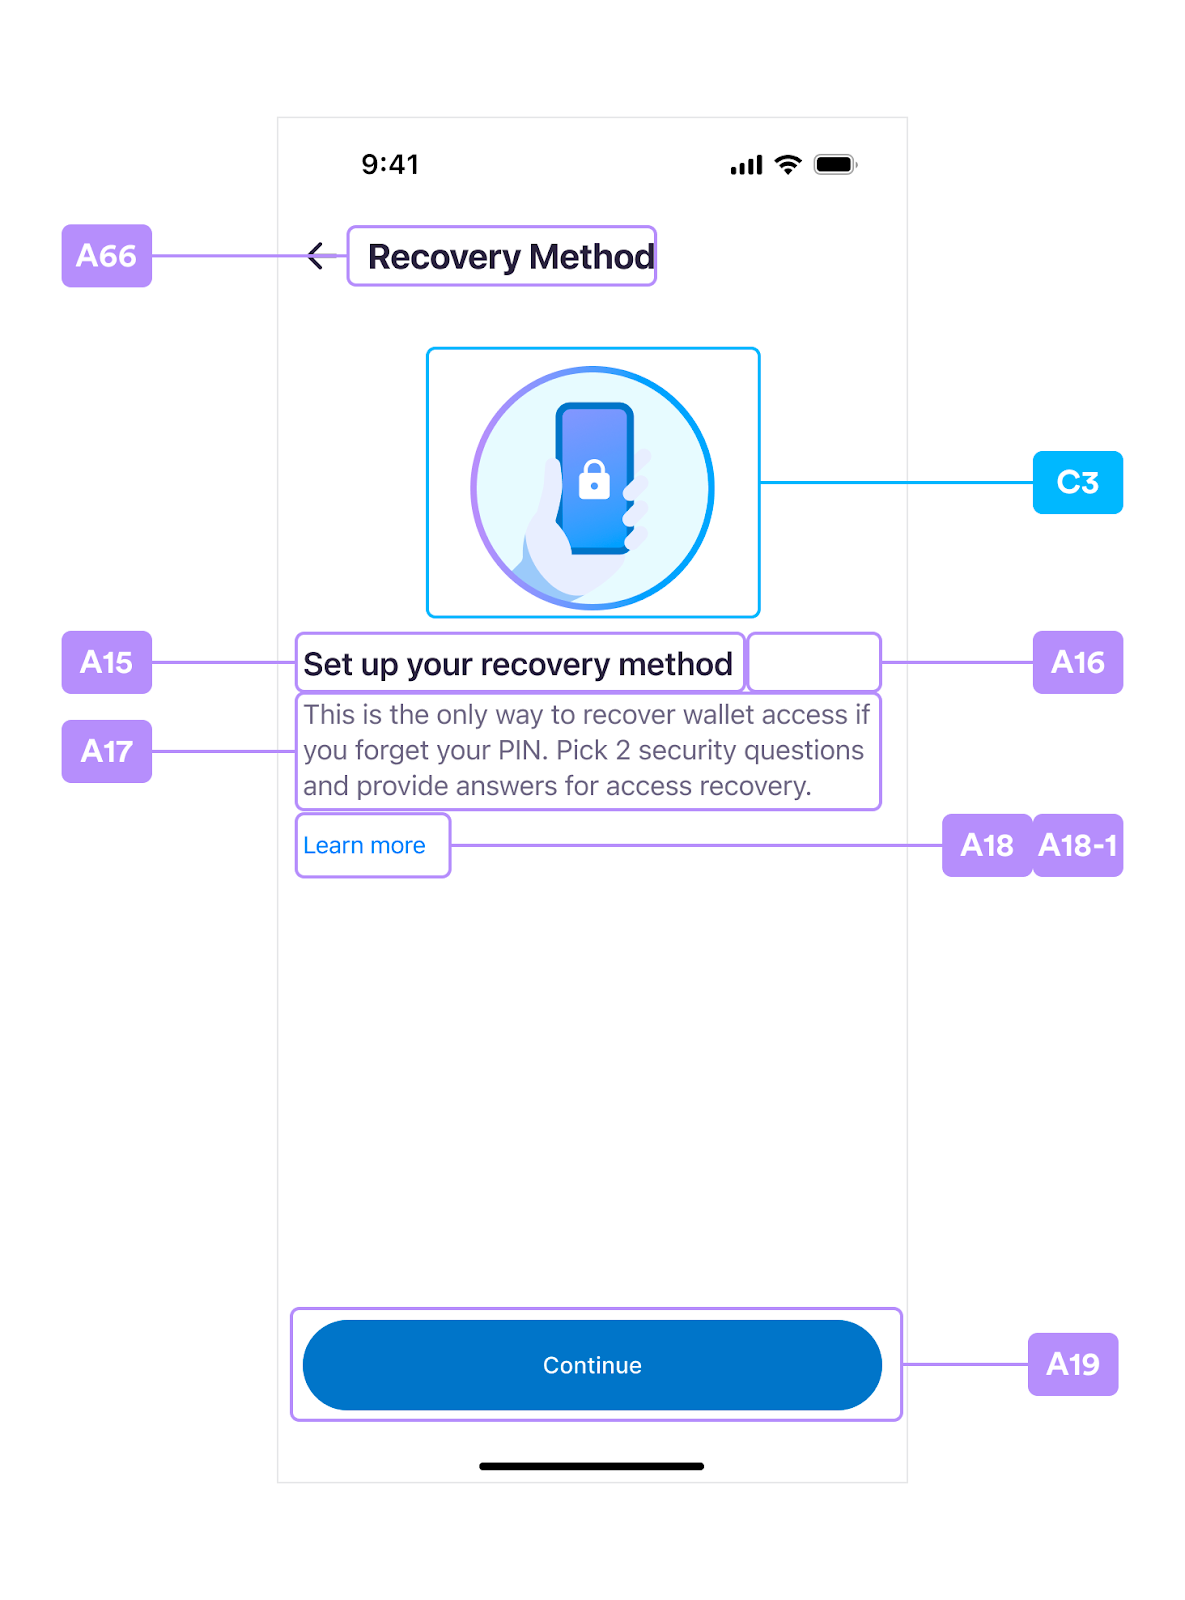 9:41
A66
Recovery Method
C3
A15
Set up your recovery method
A16
A17
This is the only way to recover wallet access if
you forget your PIN. Pick 2 security questions
and provide answers for access recovery.
Learn more
A18 A18-1
Continue
A19